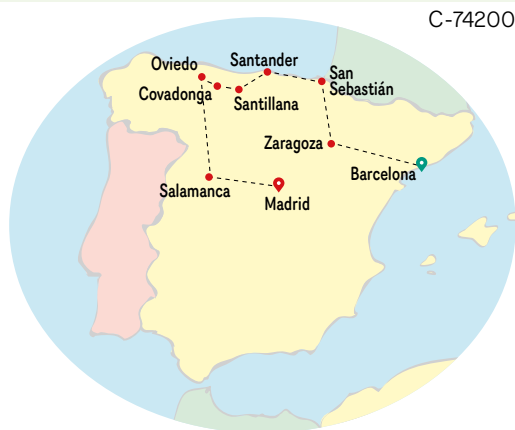 C-74200
Oviedo
Santander
San
Sebastián
Covadonga
Santillana
Zaragoza
Barcelona
Salamanca
Madrid